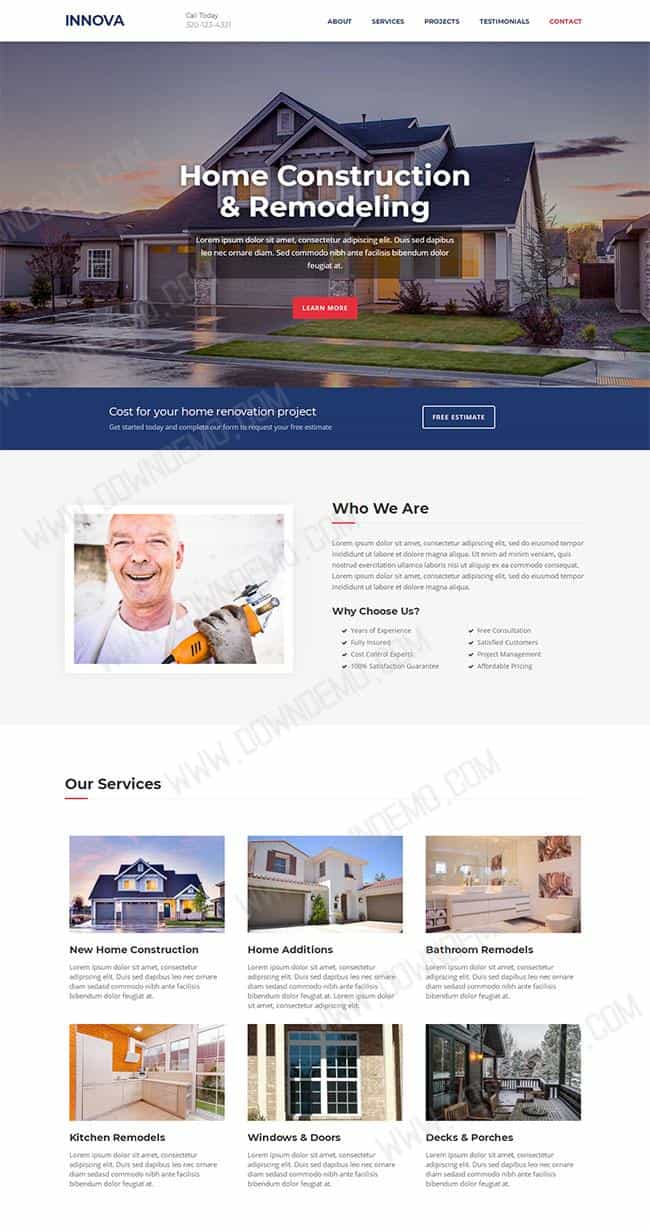 INNOVA
Call Today
320-123-4321
ABOUT
SERVICES
PROJECTS
TESTIMONIALS
CONTACT
Home Construction
& Remodeling
Lorem ipsum dolor sit amet, consectetur adipiscing elit. Duis sed dapibus
leo nec ornare diam. Sed commodo nibh ante facilisis bibendum dolor
feugiat at.
LEARN MORE
Cost for your home renovation project
Get started today and complete our form to request your free estimate
FREE ESTIMATE
Who We Are
Lorem ipsum dolor sit amet, consectetur adipiscing elit, sed do eiusmod tempor
incididunt ut labore et dolore magna aliqua. Ut enim ad minim veniam, quis
nostrud exercitation ullamco laboris nisi ut aliquip ex ea commodo consequat.
Lorem ipsum dolor sit amet, consectetur adipiscing elit, sed do eiusmod tempor
incididunt ut labore et dolore magna aliqua.
Why Choose Us?
Years of Experience
Fully Insured
Cost Control Experts
100% Satisfaction Guarantee
Free Consultation
Satisfied Customers
Project Management
Affordable Pricing
Our Services
New Home Construction
Lorem ipsum dolor sit amet, consectetur
adipiscing elit. Duis sed dapibus leo nec ornare
diam sed commodo nibh ante facilisis
bibendum dolor feugiat at.
Home Additions
Lorem ipsum dolor sit amet, consectetur
adipiscing elit. Duis sed dapibus leo nec ornare
diam sed commodo nibh ante facilisis
bibendum dolor feugiat at. Lorem ipsum dolor
sit amet, consectetur adipiscing elit.
Bathroom Remodels
Lorem ipsum dolor sit amet, consectetur
adipiscing elit. Duis sed dapibus leo nec ornare
diam sed commodo nibh ante facilisis
bibendum dolor feugiat at.
Kitchen Remodels
Lorem ipsum dolor sit amet, consectetur
adipiscing elit. Duis sed dapibus leo nec ornare
diam sed commodo nibh ante facilisis
bibendum dolor feugiat at.
Windows & Doors
Lorem ipsum dolor sit amet, consectetur
adipiscing elit. Duis sed dapibus leo nec ornare
diam sed commodo nibh ante facilisis
bibendum dolor feugiat at.
Decks & Porches
Lorem ipsum dolor sit amet, consectetur
adipiscing elit. Duis sed dapibus leo nec ornare
diam sed commodo nibh ante facilisis
bibendum dolor feugiat at.
WWW.DOWNDEMO.COM